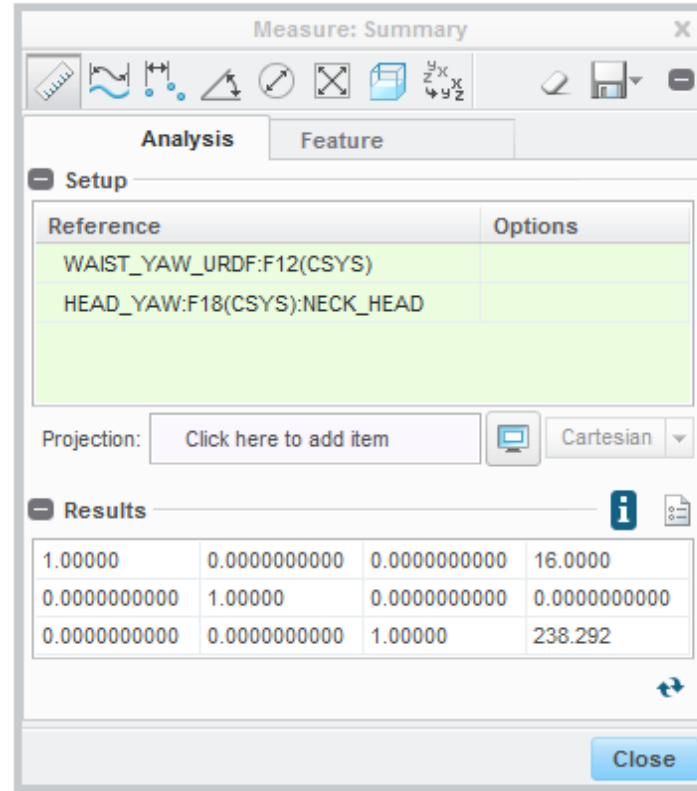 Measure: Summary X
Analysis Feature
Setup
Reference Options
WAIST_YAW_URDF:F12(CSYS)
HEAD_YAW:F18(CSYS):NECK_HEAD
Projection: Click here to add item Cartesian
Results
1.00000 0.0000000000 0.0000000000 16.0000
0.0000000000 1.00000 0.0000000000 0.0000000000
0.0000000000 0.0000000000 1.00000 238.292
Close